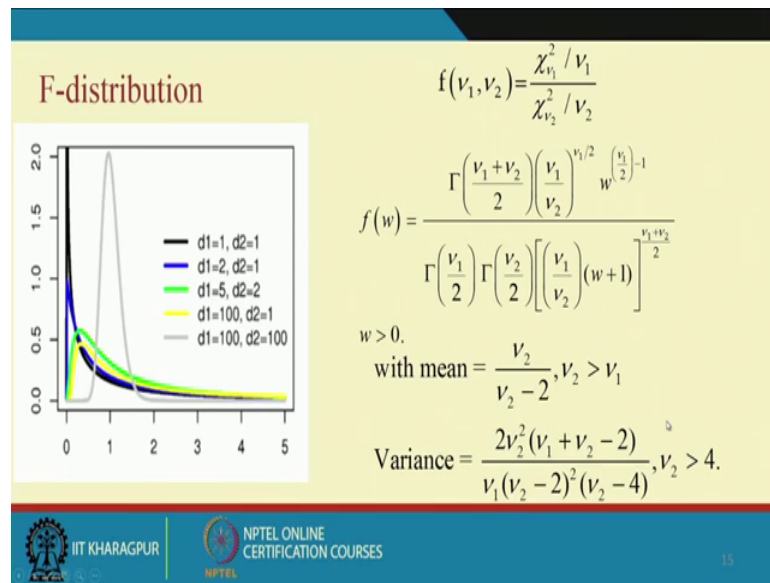 F-distribution
f(ν₁,ν₂)=(χ²_ν₁ / ν₁)/(χ²_ν₂ / ν₂)
f(w) = Γ((ν₁+ν₂)/2)(ν₁/ν₂)^(ν₁/2) w^((ν₁/2)−1) / Γ(ν₁/2) Γ(ν₂/2)[(ν₁/ν₂)(w+1)]^((ν₁+ν₂)/2)
w > 0.
with mean = ν₂/(ν₂−2), ν₂ > ν₁
Variance = 2ν₂²(ν₁+ν₂−2)/(ν₁(ν₂−2)²(ν₂−4)), ν₂ > 4.
2.0
1.5
1.0
0.5
0.0
d1=1, d2=1
d1=2, d2=1
d1=5, d2=2
d1=100, d2=1
d1=100, d2=100
0 1 2 3 4 5
IIT KHARAGPUR
NPTEL
NPTEL ONLINE
CERTIFICATION COURSES
15